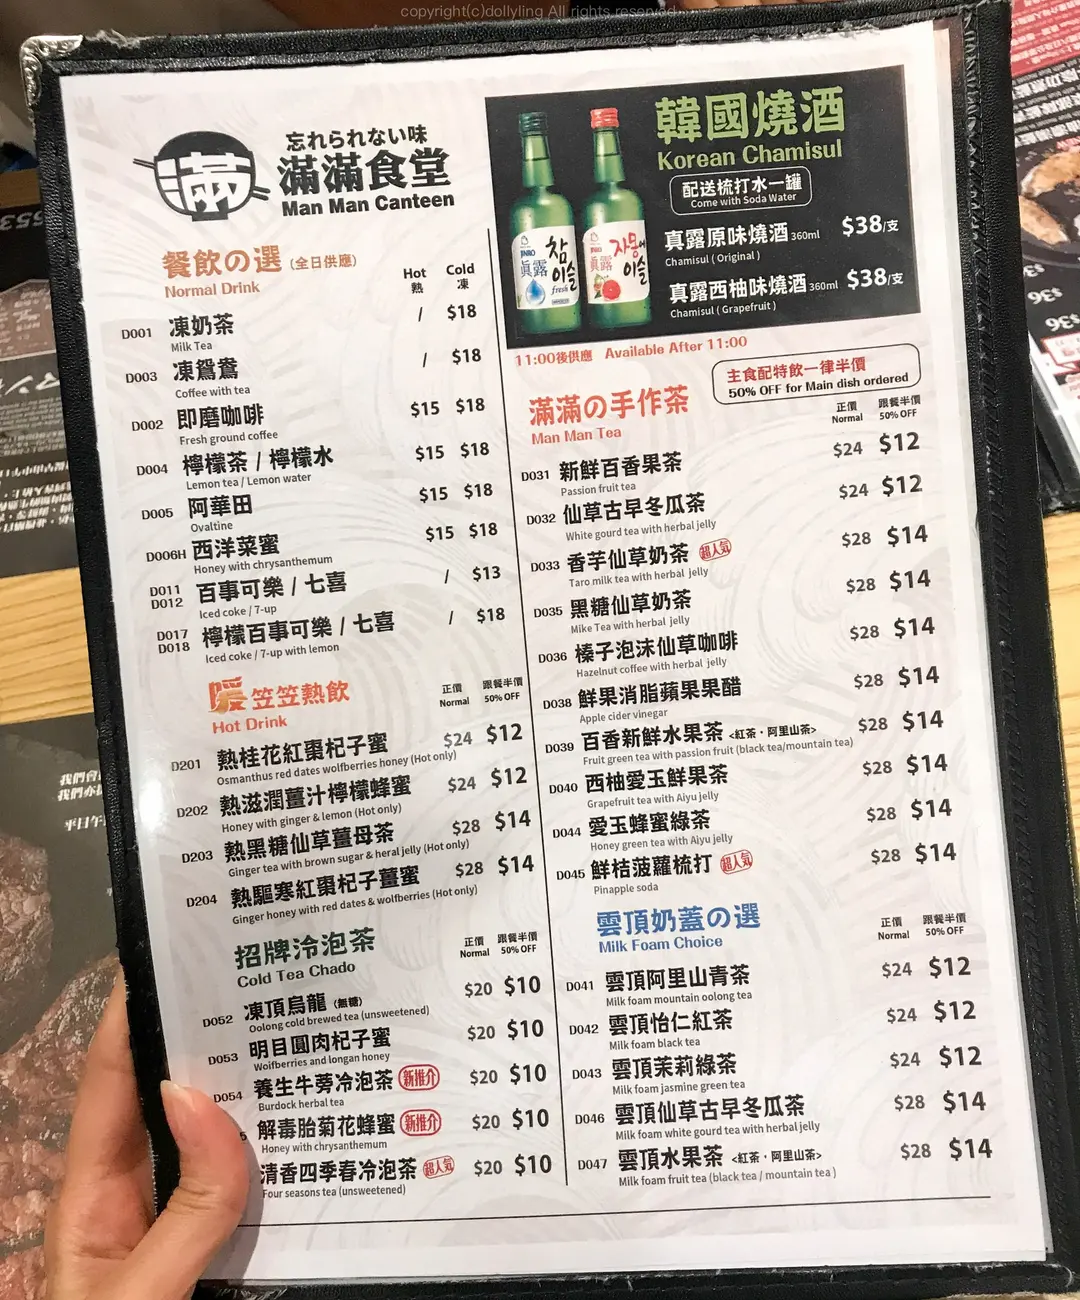 copyright(c)dollyling All rights reserved
忘れられない味
滿滿食堂
Man Man Canteen
滿
餐飲の選 (全日供應)
Normal Drink
Hot Cold
熱 凍
D001 凍奶茶 / $18
Milk Tea
D003 凍鴛鴦 / $18
Coffee with tea
D002 即磨咖啡 $15 $18
Fresh ground coffee
D004 檸檬茶 / 檸檬水 $15 $18
Lemon tea / Lemon water
D005 阿華田 $15 $18
Ovaltine
D006H 西洋菜蜜 $15 $18
Honey with chrysanthemum
D011 D012 百事可樂 / 七喜 / $13
Iced coke / 7-up
D017 D018 檸檬百事可樂 / 七喜 / $18
Iced coke / 7-up with lemon
暖笠笠熱飲
Hot Drink
正價 跟餐半價
Normal 50% OFF
D201 熱桂花紅棗杞子蜜 $24 $12
Osmanthus red dates wolfberries honey (Hot only)
D202 熱滋潤薑汁檸檬蜂蜜 $24 $12
Honey with ginger & lemon (Hot only)
D203 熱黑糖仙草薑母茶 $28 $14
Ginger tea with brown sugar & heral jelly (Hot only)
D204 熱驅寒紅棗杞子薑蜜 $28 $14
Ginger honey with red dates & wolfberries (Hot only)
招牌冷泡茶
Cold Tea Chado
正價 跟餐半價
Normal 50% OFF
D052 凍頂烏龍 (無糖) $20 $10
Oolong cold brewed tea (unsweetened)
D053 明目圓肉杞子蜜 $20 $10
Wolfberries and longan honey
D054 養生牛蒡冷泡茶 新推介 $20 $10
Burdock herbal tea
5 解毒胎菊花蜂蜜 新推介 $20 $10
Honey with chrysanthemum
清香四季春冷泡茶 超人気 $20 $10
Four seasons tea (unsweetened)
韓國燒酒
Korean Chamisul
配送梳打水一罐
Come with Soda Water
真露原味燒酒 360ml $38/支
Chamisul ( Original )
真露西柚味燒酒 360ml $38/支
Chamisul ( Grapefruit )
JINRO
眞露
참이슬
fresh
JINRO
眞露
자몽에이슬
11:00後供應 Available After 11:00
主食配特飲一律半價
50% OFF for Main dish ordered
滿滿の手作茶
Man Man Tea
正價 跟餐半價
Normal 50% OFF
D031 新鮮百香果茶 $24 $12
Passion fruit tea
D032 仙草古早冬瓜茶 $24 $12
White gourd tea with herbal jelly
D033 香芋仙草奶茶 超人気 $28 $14
Taro milk tea with herbal jelly
D035 黑糖仙草奶茶 $28 $14
Mike Tea with herbal jelly
D036 榛子泡沫仙草咖啡 $28 $14
Hazelnut coffee with herbal jelly
D038 鮮果消脂蘋果果醋 $28 $14
Apple cider vinegar
D039 百香新鮮水果茶 <紅茶・阿里山茶> $28 $14
Fruit green tea with passion fruit (black tea/mountain tea)
D040 西柚愛玉鮮果茶 $28 $14
Grapefruit tea with Aiyu jelly
D044 愛玉蜂蜜綠茶 $28 $14
Honey green tea with Aiyu jelly
D045 鮮桔菠蘿梳打 超人気 $28 $14
Pinapple soda
雲頂奶蓋の選
Milk Foam Choice
正價 跟餐半價
Normal 50% OFF
D041 雲頂阿里山青茶 $24 $12
Milk foam mountain oolong tea
D042 雲頂怡仁紅茶 $24 $12
Milk foam black tea
D043 雲頂茉莉綠茶 $24 $12
Milk foam jasmine green tea
D046 雲頂仙草古早冬瓜茶 $28 $14
Milk foam white gourd tea with herbal jelly
D047 雲頂水果茶 <紅茶・阿里山茶> $28 $14
Milk foam fruit tea (black tea / mountain tea )